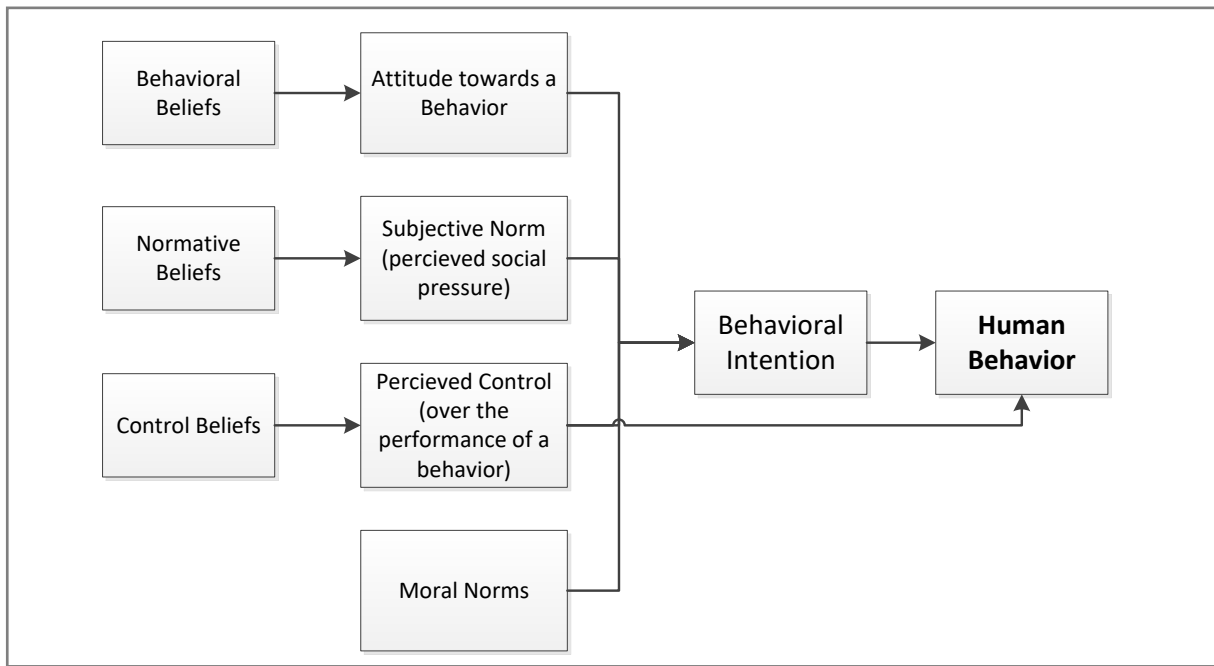 Behavioral
Beliefs
Attitude towards a
Behavior
Normative
Beliefs
Subjective Norm
(percieved social
pressure)
Control Beliefs
Percieved Control
(over the
performance of a
behavior)
Moral Norms
Behavioral
Intention
Human
Behavior